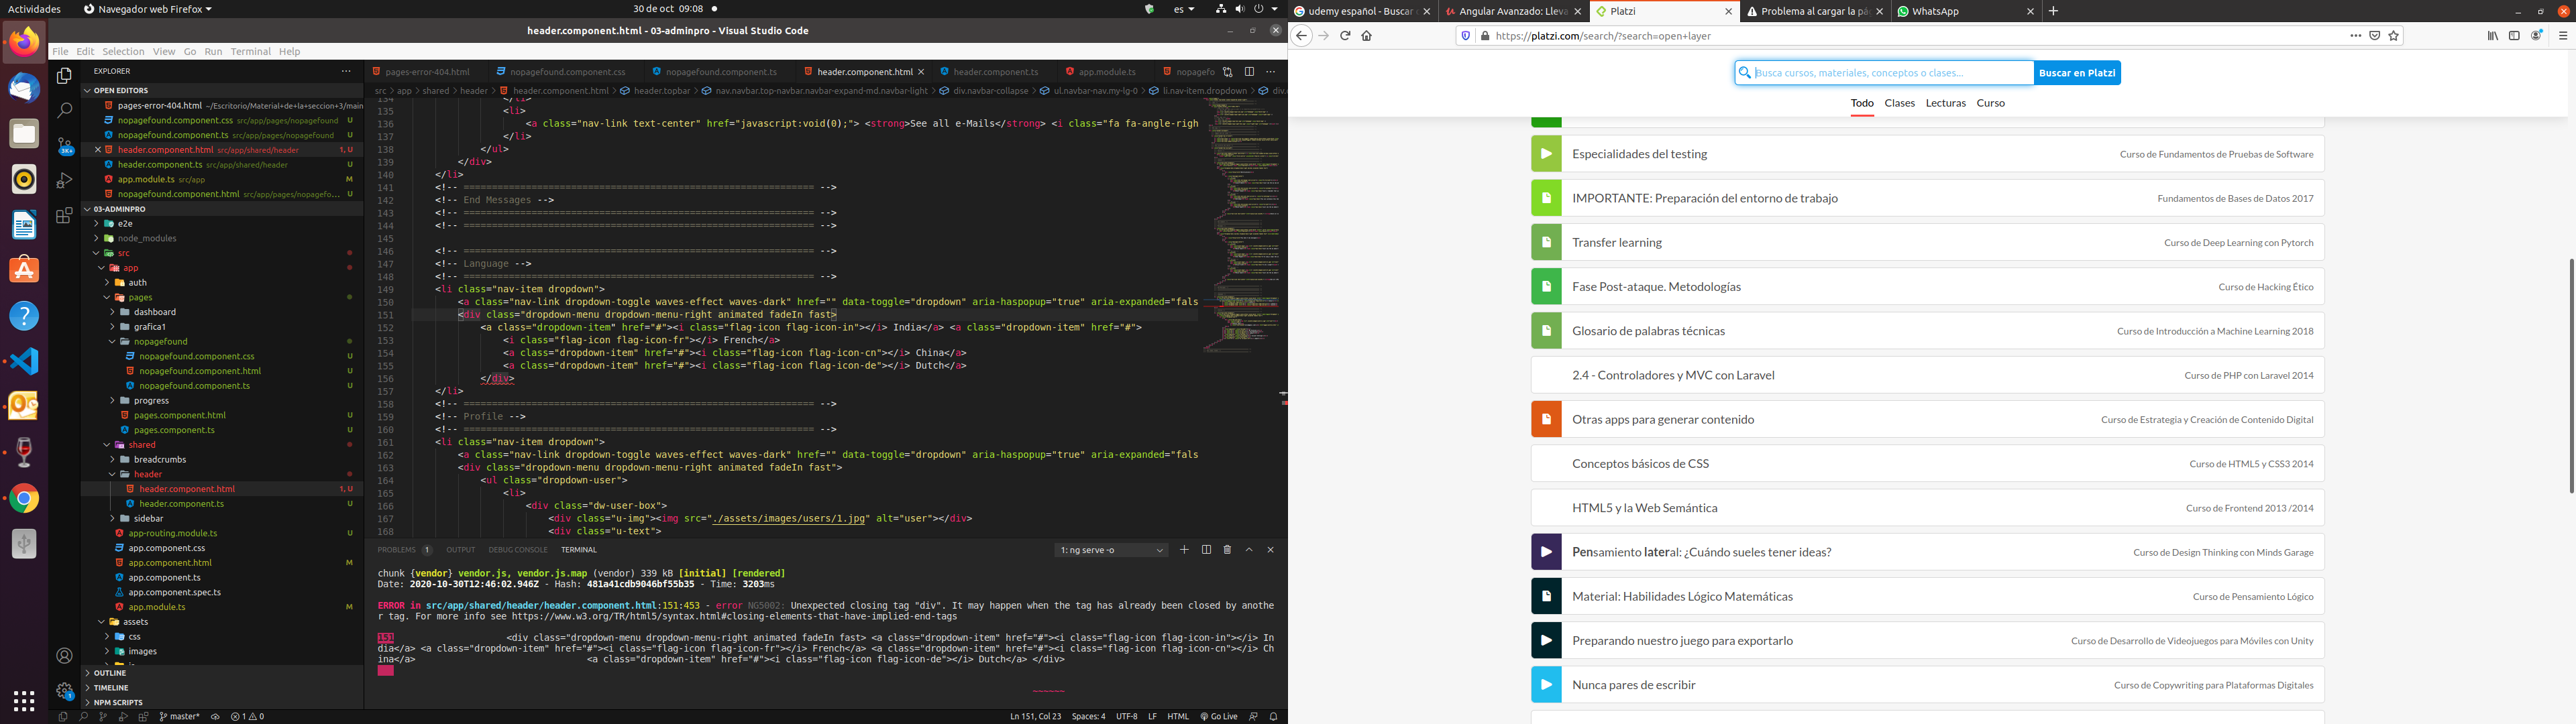 Actividades
Navegador web Firefox
30 de oct 09:08
es
header.component.html - 03-adminpro - Visual Studio Code
File Edit Selection View Go Run Terminal Help
EXPLORER
OPEN EDITORS
pages-error-404.html ~/Escritorio/Material+de+la+seccion+3/main
nopagefound.component.css src/app/pages/nopagefound U
nopagefound.component.ts src/app/pages/nopagefound U
header.component.html src/app/shared/header 1, U
header.component.ts src/app/shared/header U
app.module.ts src/app M
nopagefound.component.html src/app/pages/nopagefo... U
03-ADMINPRO
e2e
node_modules
src
app
auth
pages
dashboard
grafica1
nopagefound
nopagefound.component.css U
nopagefound.component.html U
nopagefound.component.ts U
progress
pages.component.html U
pages.component.ts U
shared
breadcrumbs
header
header.component.html 1, U
header.component.ts U
sidebar
app-routing.module.ts U
app.component.css
app.component.html M
app.component.ts
app.component.spec.ts
app.module.ts M
assets
css
images
OUTLINE
TIMELINE
NPM SCRIPTS
3K+
1
pages-error-404.html nopagefound.component.css nopagefound.component.ts header.component.html header.component.ts app.module.ts nopagefo
src > app > shared > header > header.component.html > header.topbar > nav.navbar.top-navbar.navbar-expand-md.navbar-light > div.navbar-collapse > ul.navbar-nav.my-lg-0 > li.nav-item.dropdown > div.
134 </li>
135 <li>
136 <a class="nav-link text-center" href="javascript:void(0);"> <strong>See all e-Mails</strong> <i class="fa fa-angle-righ
137 </li>
138 </ul>
139 </div>
140 </li>
141 <!-- ============================================================== -->
142 <!-- End Messages -->
143 <!-- ============================================================== -->
144 <!-- ============================================================== -->
145
146 <!-- ============================================================== -->
147 <!-- Language -->
148 <!-- ============================================================== -->
149 <li class="nav-item dropdown">
150 <a class="nav-link dropdown-toggle waves-effect waves-dark" href="" data-toggle="dropdown" aria-haspopup="true" aria-expanded="fals
151 <div class="dropdown-menu dropdown-menu-right animated fadeIn fast>
152 <a class="dropdown-item" href="#"><i class="flag-icon flag-icon-in"></i> India</a> <a class="dropdown-item" href="#">
153 <i class="flag-icon flag-icon-fr"></i> French</a>
154 <a class="dropdown-item" href="#"><i class="flag-icon flag-icon-cn"></i> China</a>
155 <a class="dropdown-item" href="#"><i class="flag-icon flag-icon-de"></i> Dutch</a>
156 </div>
157 </li>
158 <!-- ============================================================== -->
159 <!-- Profile -->
160 <!-- ============================================================== -->
161 <li class="nav-item dropdown">
162 <a class="nav-link dropdown-toggle waves-effect waves-dark" href="" data-toggle="dropdown" aria-haspopup="true" aria-expanded="fals
163 <div class="dropdown-menu dropdown-menu-right animated fadeIn fast">
164 <ul class="dropdown-user">
165 <li>
166 <div class="dw-user-box">
167 <div class="u-img"><img src="./assets/images/users/1.jpg" alt="user"></div>
168 <div class="u-text">
PROBLEMS 1 OUTPUT DEBUG CONSOLE TERMINAL 1: ng serve -o
chunk {vendor} vendor.js, vendor.js.map (vendor) 339 kB [initial] [rendered]
Date: 2020-10-30T12:46:02.946Z - Hash: 481a41cdb9046bf55b35 - Time: 3203ms
ERROR in src/app/shared/header/header.component.html:151:453 - error NG5002: Unexpected closing tag "div". It may happen when the tag has already been closed by anothe
r tag. For more info see https://www.w3.org/TR/html5/syntax.html#closing-elements-that-have-implied-end-tags
151 <div class="dropdown-menu dropdown-menu-right animated fadeIn fast> <a class="dropdown-item" href="#"><i class="flag-icon flag-icon-in"></i> In
dia</a> <a class="dropdown-item" href="#"><i class="flag-icon flag-icon-fr"></i> French</a> <a class="dropdown-item" href="#"><i class="flag-icon flag-icon-cn"></i> Ch
ina</a> <a class="dropdown-item" href="#"><i class="flag-icon flag-icon-de"></i> Dutch</a> </div>
~~~~~~
master* 1 0 Ln 151, Col 23 Spaces: 4 UTF-8 LF HTML Go Live
udemy español - Buscar
Angular Avanzado: Lleva
Platzi
Problema al cargar la pá
WhatsApp
https://platzi.com/search/?search=open+layer
Busca cursos, materiales, conceptos o clases...
Buscar en Platzi
Todo Clases Lecturas Curso
Especialidades del testing Curso de Fundamentos de Pruebas de Software
IMPORTANTE: Preparación del entorno de trabajo Fundamentos de Bases de Datos 2017
Transfer learning Curso de Deep Learning con Pytorch
Fase Post-ataque. Metodologías Curso de Hacking Ético
Glosario de palabras técnicas Curso de Introducción a Machine Learning 2018
2.4 - Controladores y MVC con Laravel Curso de PHP con Laravel 2014
Otras apps para generar contenido Curso de Estrategia y Creación de Contenido Digital
Conceptos básicos de CSS Curso de HTML5 y CSS3 2014
HTML5 y la Web Semántica Curso de Frontend 2013 /2014
Pensamiento lateral: ¿Cuándo sueles tener ideas? Curso de Design Thinking con Minds Garage
Material: Habilidades Lógico Matemáticas Curso de Pensamiento Lógico
Preparando nuestro juego para exportarlo Curso de Desarrollo de Videojuegos para Móviles con Unity
Nunca pares de escribir Curso de Copywriting para Plataformas Digitales